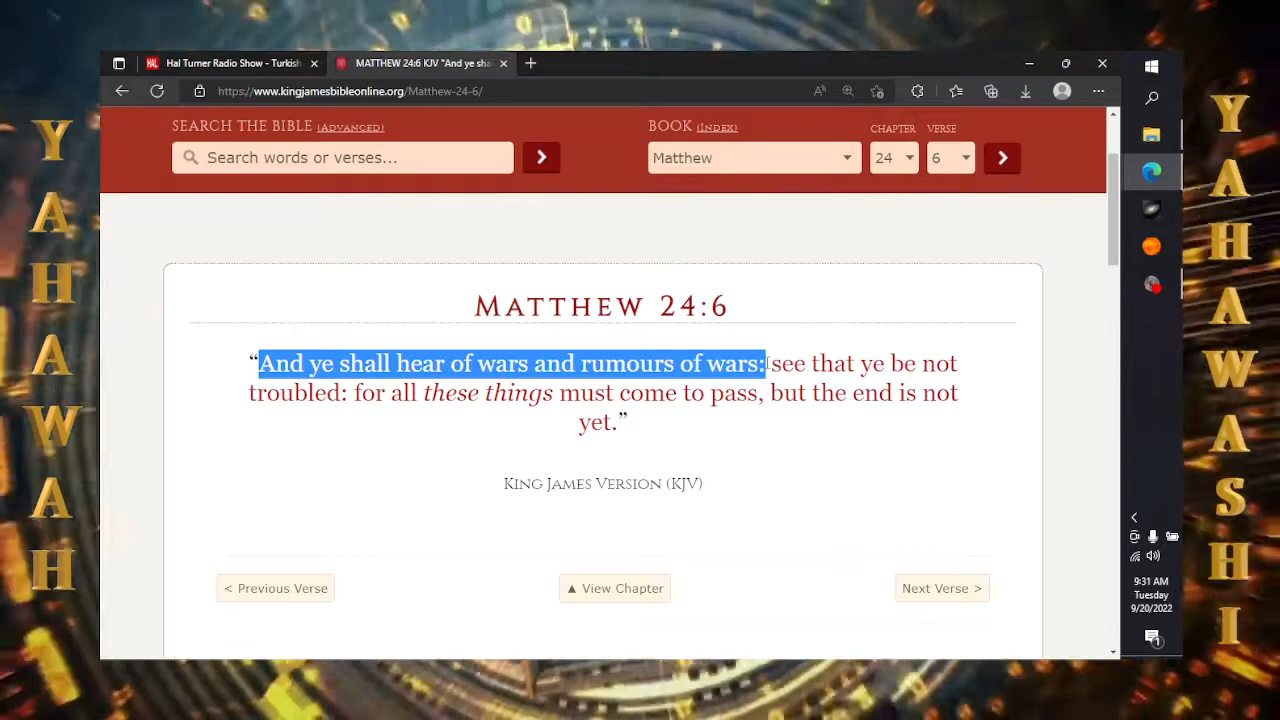 YAHAWAH
Hal Turner Radio Show - Turkish
MATTHEW 24:6 KJV "And ye sha
https://www.kingjamesbibleonline.org/Matthew-24-6/
SEARCH THE BIBLE (ADVANCED)
BOOK (INDEX)
CHAPTER
VERSE
Search words or verses...
Matthew
24
6
MATTHEW 24:6
“And ye shall hear of wars and rumours of wars: see that ye be not
troubled: for all these things must come to pass, but the end is not
yet.”
KING JAMES VERSION (KJV)
< Previous Verse
▲ View Chapter
Next Verse >
9:31 AM
Tuesday
9/20/2022
1
YAHAWASHI